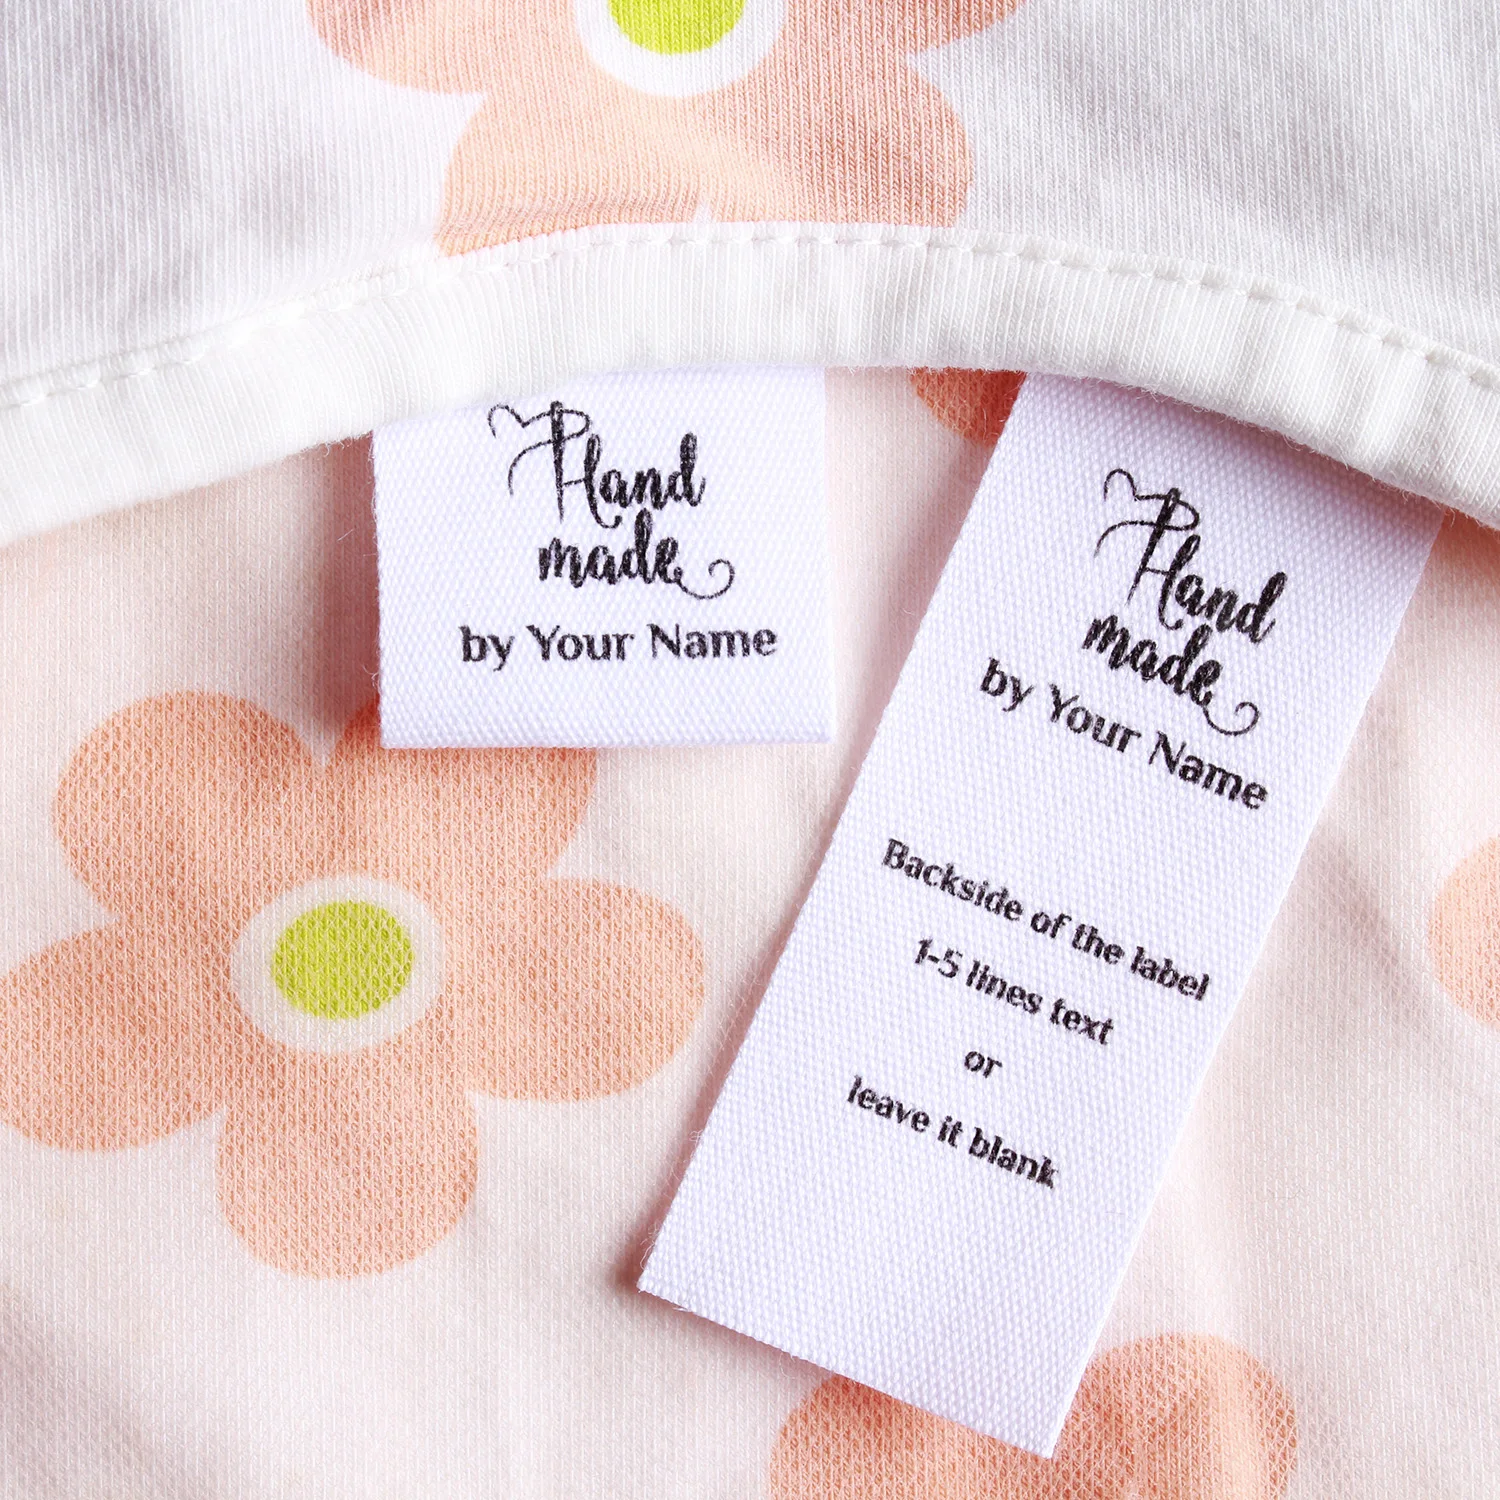 Hand
made
by Your Name
Hand
made
by Your Name
Backside of the label
1-5 lines text
or
leave it blank